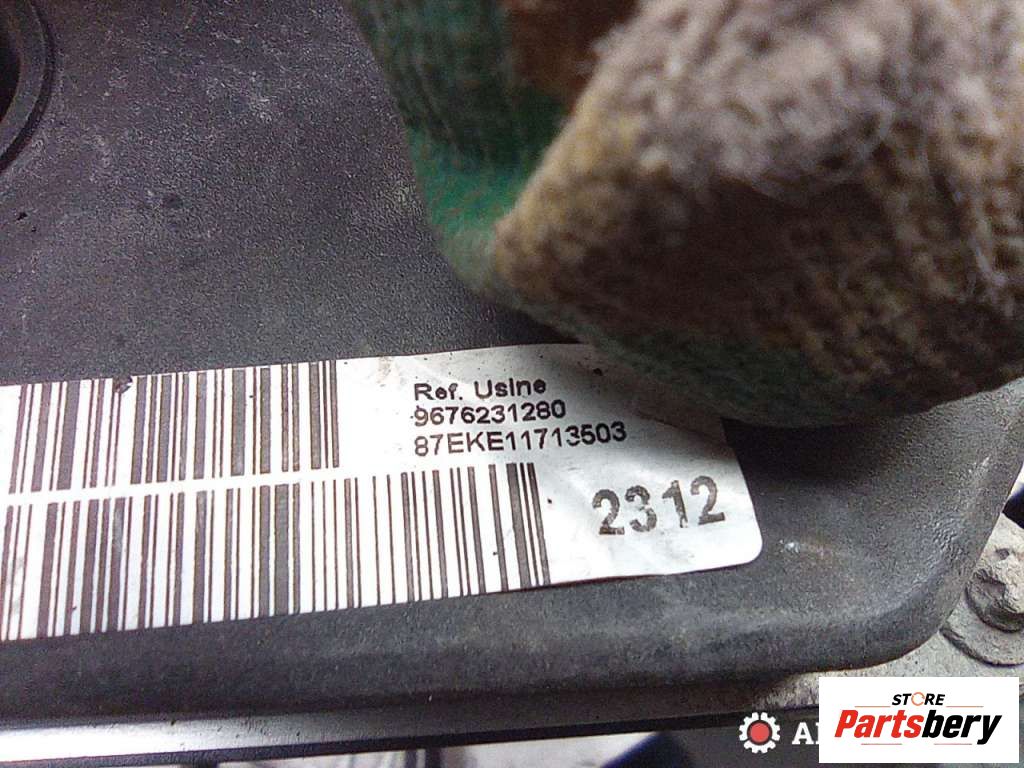 Ref. Usine
9676231280
87EKE11713503
2312
STORE
Partsbery